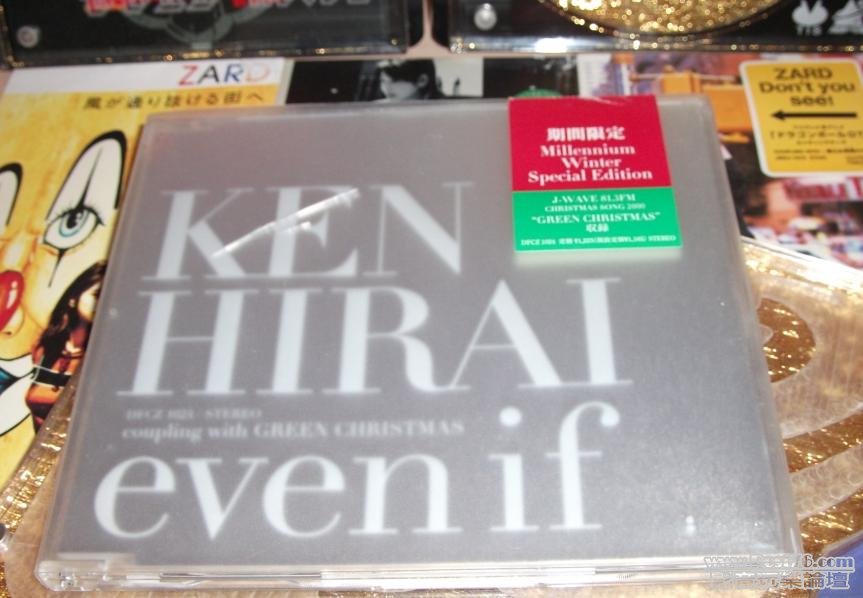 ZARD
風が通り抜ける街へ
ZARD
Don't you
see!
期間限定
Millennium
Winter
Special Edition
J-WAVE 81.3FM
CHRISTMAS SONG 2000
"GREEN CHRISTMAS"
収録
KEN
HIRAI
DFCZ 1024 / STEREO
coupling with GREEN CHRISTMAS
even if